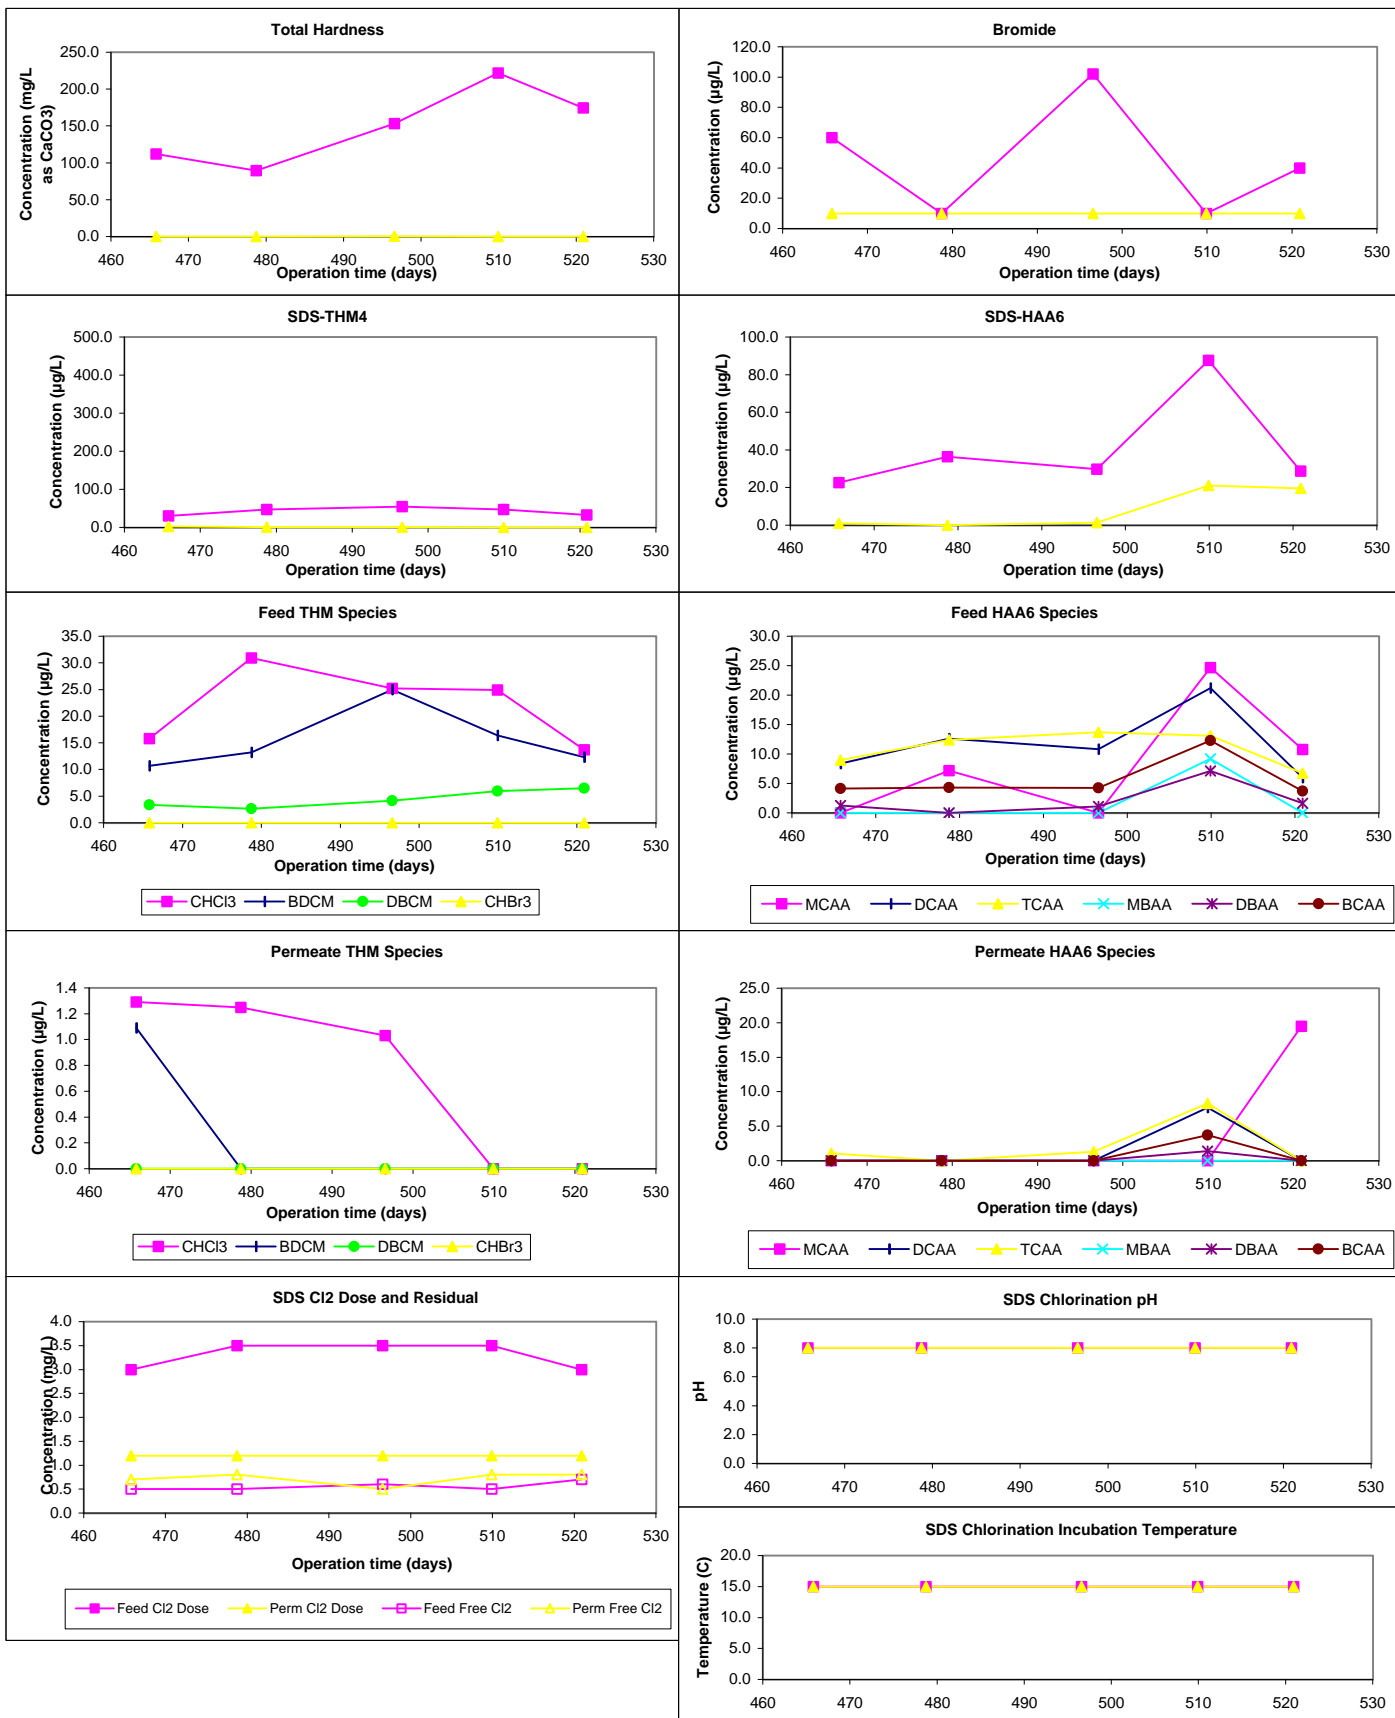 Total Hardness
Concentration (mg/L
as CaCO3)
250.0
200.0
150.0
100.0
50.0
0.0
460 470 480 490 500 510 520 530
Operation time (days)
Bromide
Concentration (µg/L)
120.0
100.0
80.0
60.0
40.0
20.0
0.0
460 470 480 490 500 510 520 530
Operation time (days)
SDS-THM4
Concentration (µg/L)
500.0
400.0
300.0
200.0
100.0
0.0
460 470 480 490 500 510 520 530
Operation time (days)
SDS-HAA6
Concentration (µg/L)
100.0
80.0
60.0
40.0
20.0
0.0
460 470 480 490 500 510 520 530
Operation time (days)
Feed THM Species
Concentration (µg/L)
35.0
30.0
25.0
20.0
15.0
10.0
5.0
0.0
460 470 480 490 500 510 520 530
Operation time (days)
CHCl3 BDCM DBCM CHBr3
Feed HAA6 Species
Concentration (µg/L)
30.0
25.0
20.0
15.0
10.0
5.0
0.0
460 470 480 490 500 510 520 530
Operation time (days)
MCAA DCAA TCAA MBAA DBAA BCAA
Permeate THM Species
Concentration (µg/L)
1.4
1.2
1.0
0.8
0.6
0.4
0.2
0.0
460 470 480 490 500 510 520 530
Operation time (days)
CHCl3 BDCM DBCM CHBr3
Permeate HAA6 Species
Concentration (µg/L)
25.0
20.0
15.0
10.0
5.0
0.0
460 470 480 490 500 510 520 530
Operation time (days)
MCAA DCAA TCAA MBAA DBAA BCAA
SDS Cl2 Dose and Residual
Concentration (mg/L)
4.0
3.5
3.0
2.5
2.0
1.5
1.0
0.5
0.0
460 470 480 490 500 510 520 530
Operation time (days)
Feed Cl2 Dose Perm Cl2 Dose Feed Free Cl2 Perm Free Cl2
SDS Chlorination pH
pH
10.0
8.0
6.0
4.0
2.0
0.0
460 470 480 490 500 510 520 530
SDS Chlorination Incubation Temperature
Temperature (C)
20.0
15.0
10.0
5.0
0.0
460 470 480 490 500 510 520 530